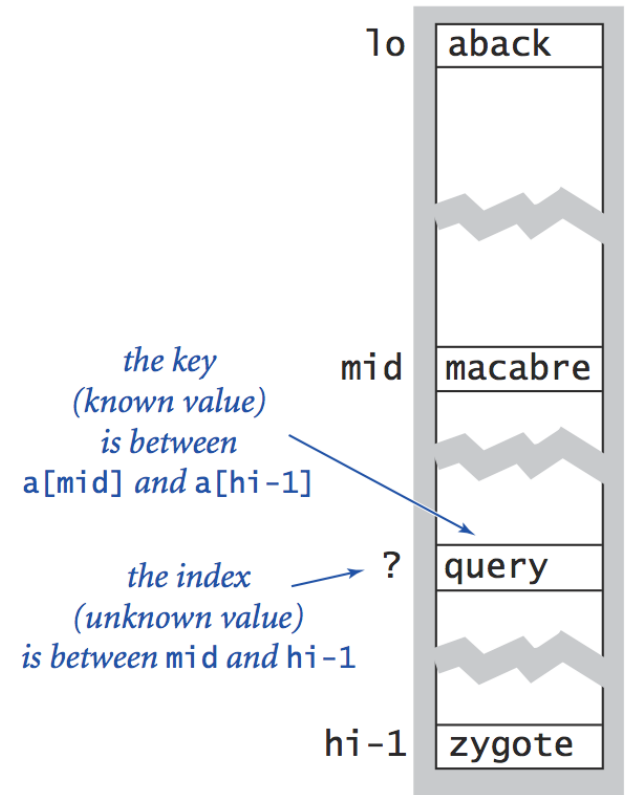 lo aback
mid macabre
the key
(known value)
is between
a[mid] and a[hi-1]
? query
the index
(unknown value)
is between mid and hi-1
hi-1 zygote